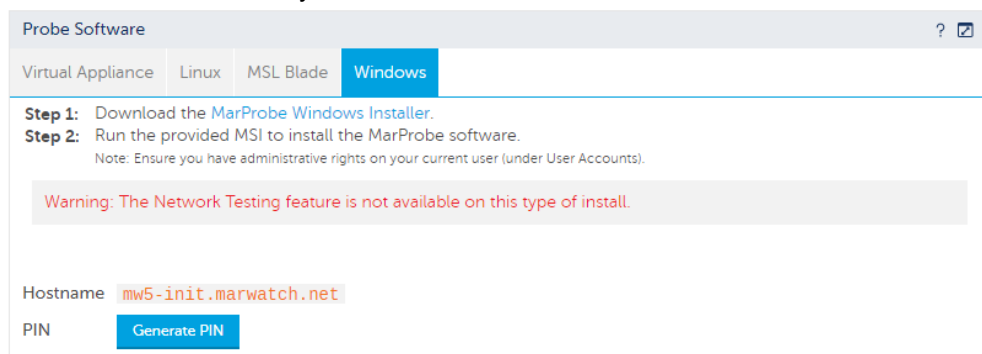 Probe Software ?
Virtual Appliance Linux MSL Blade Windows
Step 1: Download the MarProbe Windows Installer.
Step 2: Run the provided MSI to install the MarProbe software.
Note: Ensure you have administrative rights on your current user (under User Accounts).
Warning: The Network Testing feature is not available on this type of install.
Hostname mw5-init.marwatch.net
PIN Generate PIN